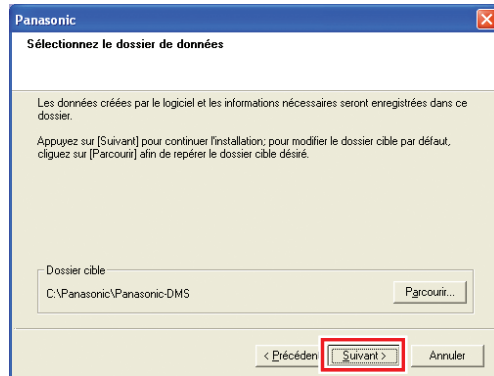 Panasonic
Sélectionnez le dossier de données
Les données créées par le logiciel et les informations nécessaires seront enregistrées dans ce
dossier.
Appuyez sur [Suivant] pour continuer l'installation; pour modifier le dossier cible par défaut,
cliquez sur [Parcourir] afin de repérer le dossier cible désiré.
Dossier cible
C:\Panasonic\Panasonic-DMS
Parcourir...
< Précéden Suivant > Annuler